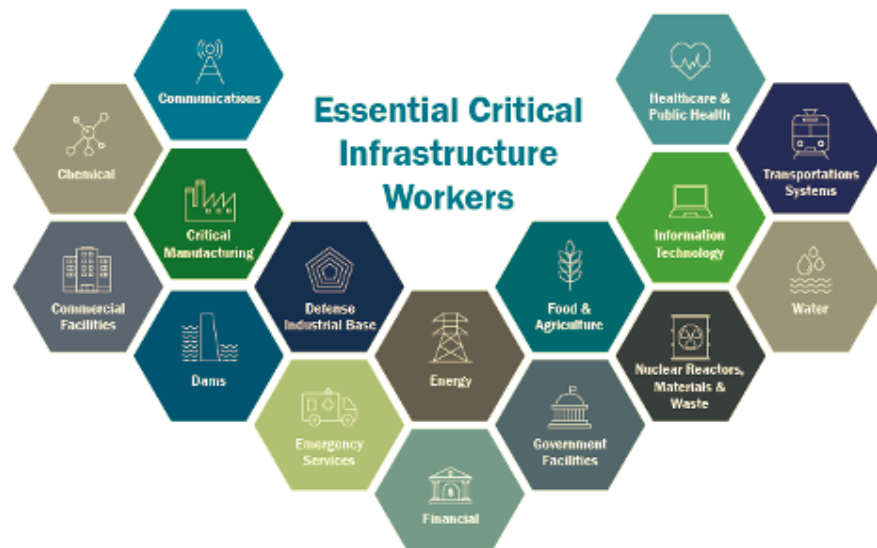 Essential Critical
Infrastructure
Workers
Communications
Chemical
Critical
Manufacturing
Commercial
Facilities
Dams
Defense
Industrial Base
Emergency
Services
Energy
Financial
Food &
Agriculture
Government
Facilities
Healthcare &
Public Health
Information
Technology
Nuclear Reactors,
Materials &
Waste
Transportations
Systems
Water
$